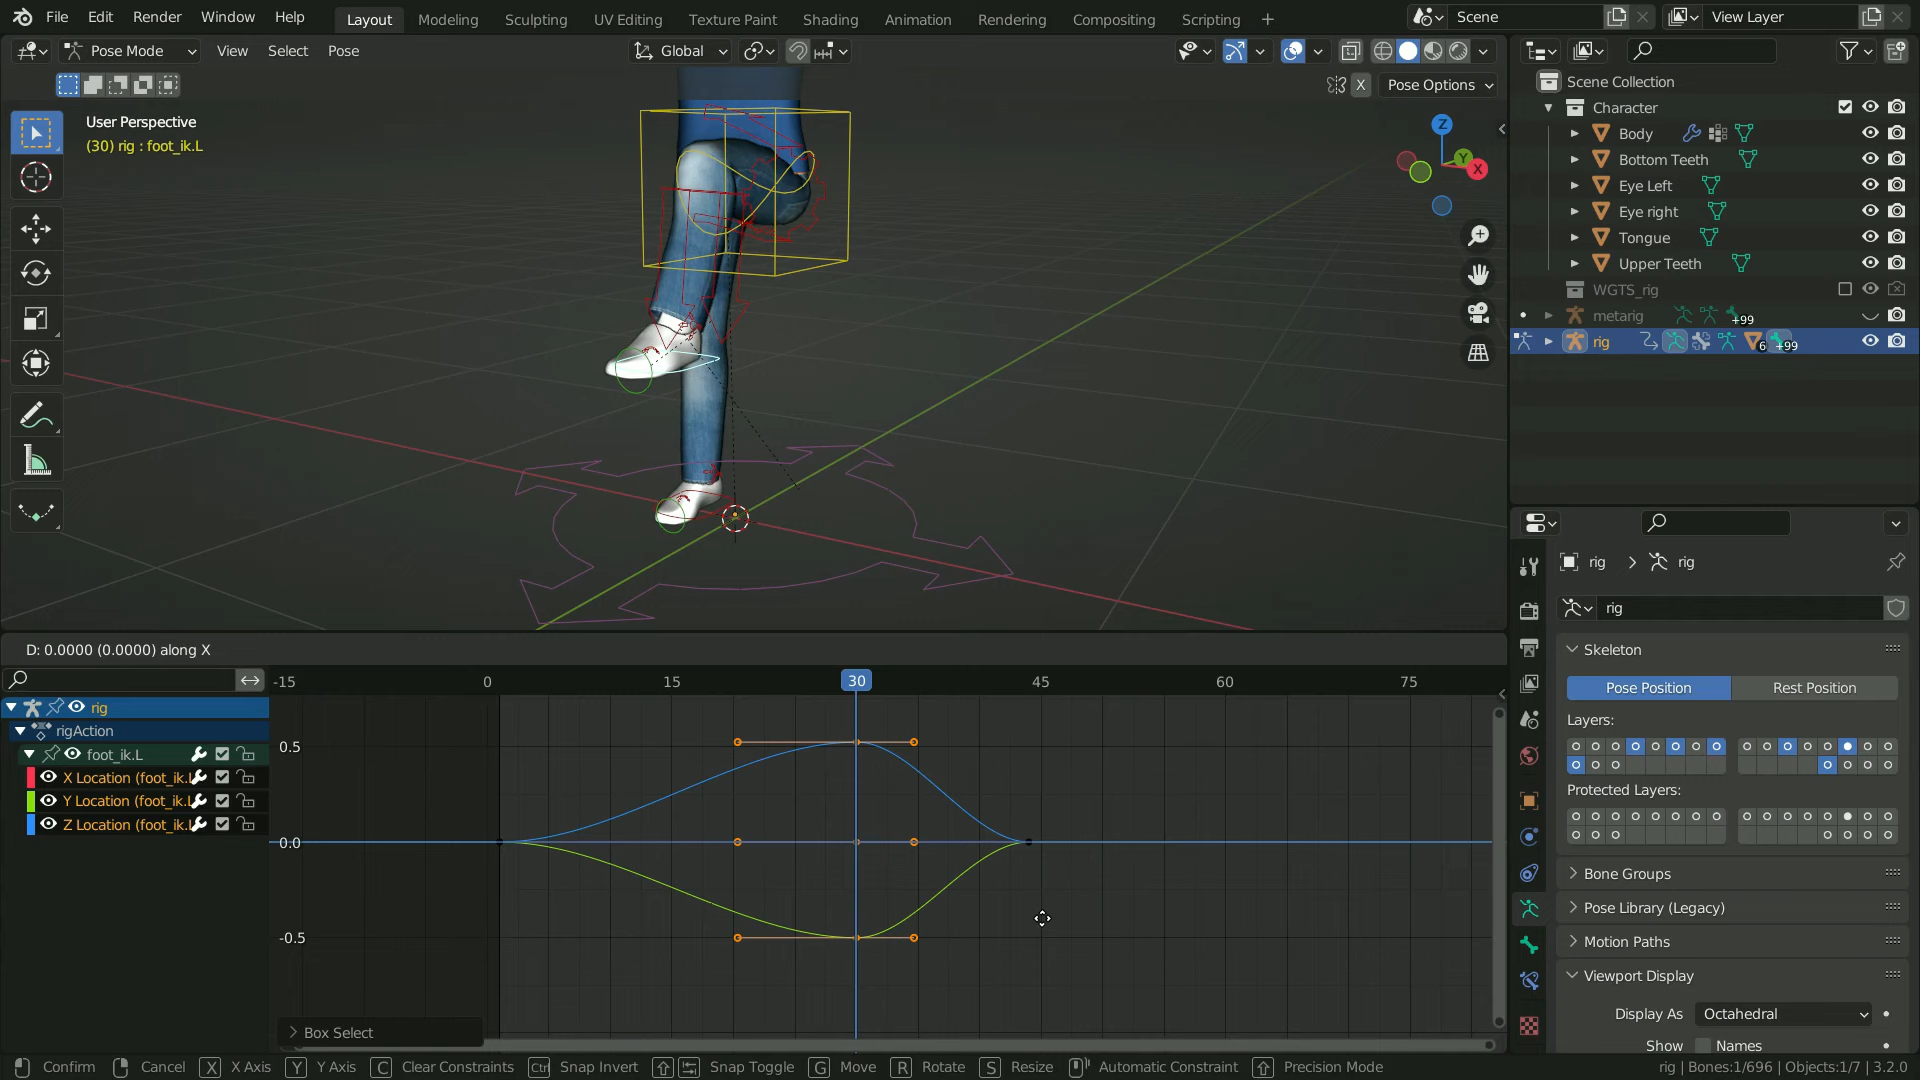 File Edit Render Window Help Layout Modeling Sculpting UV Editing Texture Paint Shading Animation Rendering Compositing Scripting + Scene View Layer
Pose Mode View Select Pose Global
X Pose Options
User Perspective
(30) rig : foot_ik.L
Z
Y
X
Scene Collection
Character
Body
Bottom Teeth
Eye Left
Eye right
Tongue
Upper Teeth
WGTS_rig
metarig +99
rig 6 +99
rig > rig
rig
Skeleton
Pose Position Rest Position
Layers:
Protected Layers:
Bone Groups
Pose Library (Legacy)
Motion Paths
Viewport Display
Display As Octahedral
Show Names
D: 0.0000 (0.0000) along X
-15 0 15 30 45 60 75
rig
rigAction
foot_ik.L
X Location (foot_ik.L
Y Location (foot_ik.L
Z Location (foot_ik.L
0.5
0.0
-0.5
Box Select
Confirm Cancel X X Axis Y Y Axis C Clear Constraints Ctrl Snap Invert Snap Toggle G Move R Rotate S Resize Automatic Constraint Precision Mode rig | Bones:1/696 | Objects:1/7 | 3.2.0